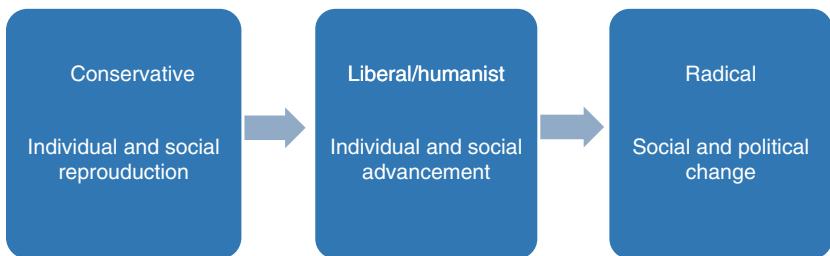 Conservative
Individual and social
reprouduction
Liberal/humanist
Individual and social
advancement
Radical
Social and political
change